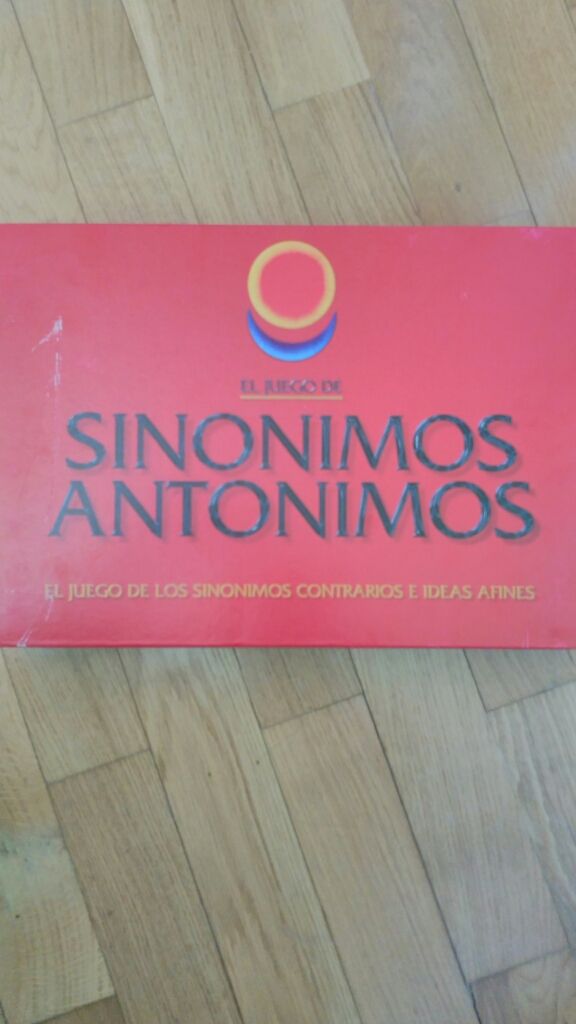 EL JUEGO DE
SINONIMOS
ANTONIMOS
EL JUEGO DE LOS SINONIMOS CONTRARIOS E IDEAS AFINES